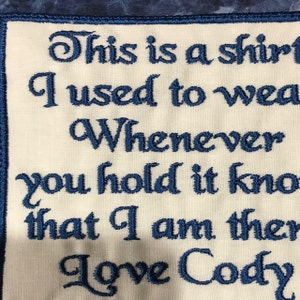 This is a shirt
I used to wea
Whenever
you hold it kno
that I am ther
Love Cody